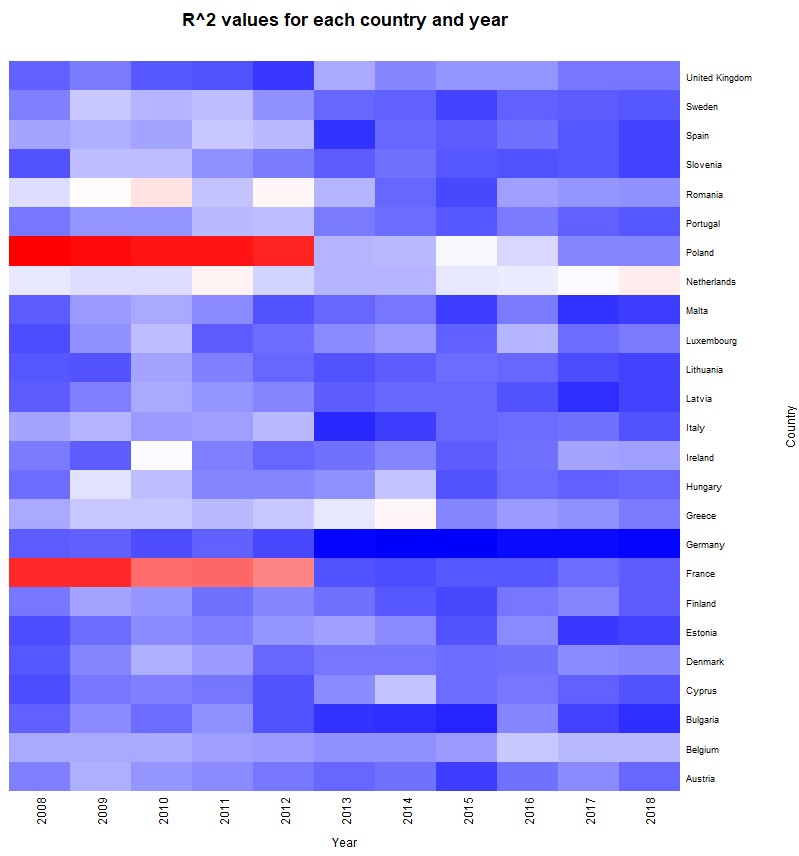 R^2 values for each country and year
United Kingdom
Sweden
Spain
Slovenia
Romania
Portugal
Poland
Netherlands
Malta
Luxembourg
Lithuania
Latvia
Italy
Ireland
Hungary
Greece
Germany
France
Finland
Estonia
Denmark
Cyprus
Bulgaria
Belgium
Austria
Country
2008 2009 2010 2011 2012 2013 2014 2015 2016 2017 2018
Year